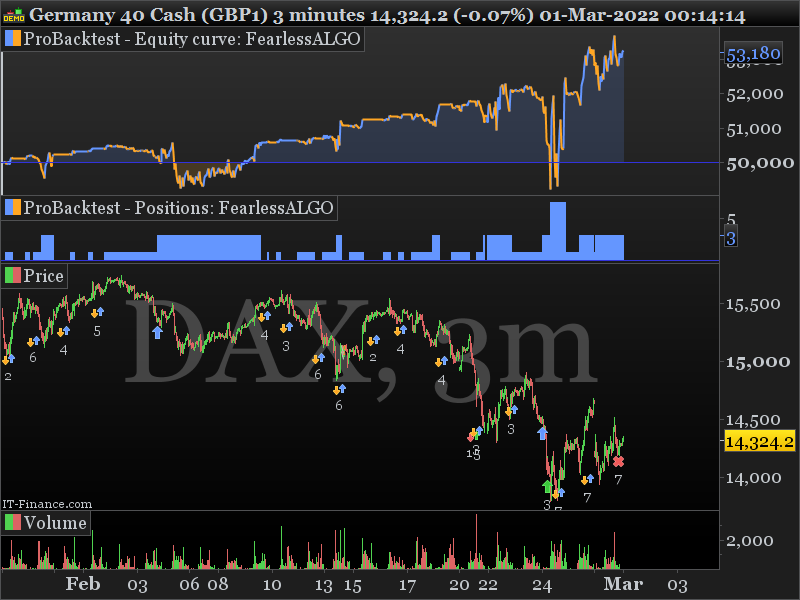 DEMO Germany 40 Cash (GBP1) 3 minutes 14,324.2 (-0.07%) 01-Mar-2022 00:14:14
ProBacktest - Equity curve: FearlessALGO
53,180
52,000
51,000
50,000
ProBacktest - Positions: FearlessALGO
5
3
Price
DAX, 3m
15,500
15,000
14,500
14,324.2
14,000
2 6 4 5 4 3 6 6 2 4 4 3 3 7 7 7
IT-Finance.com
Volume
2,000
Feb 03 06 08 10 13 15 17 20 22 24 Mar 03